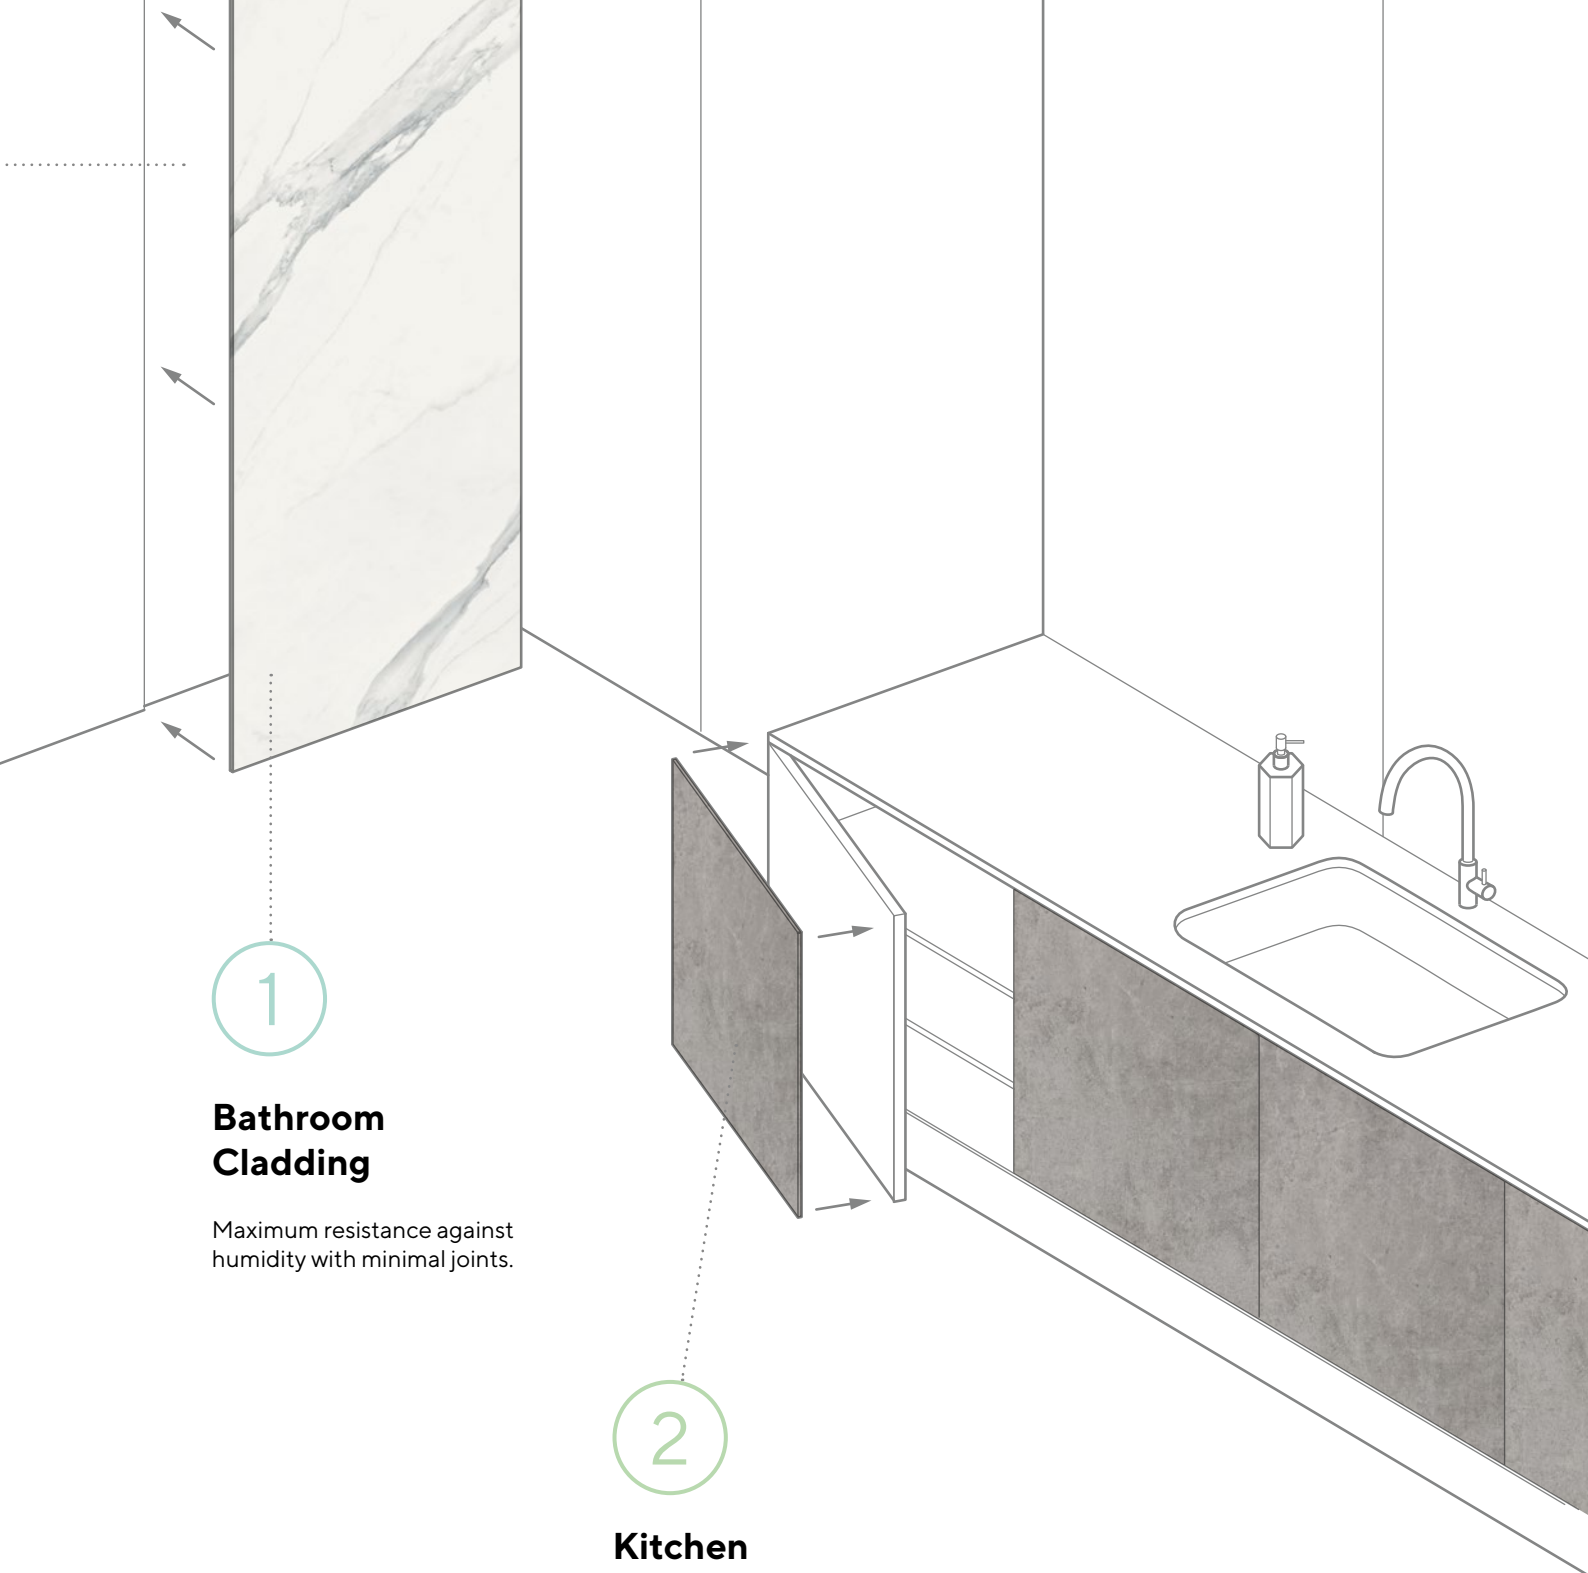 1
Bathroom
Cladding
Maximum resistance against
humidity with minimal joints.
2
Kitchen